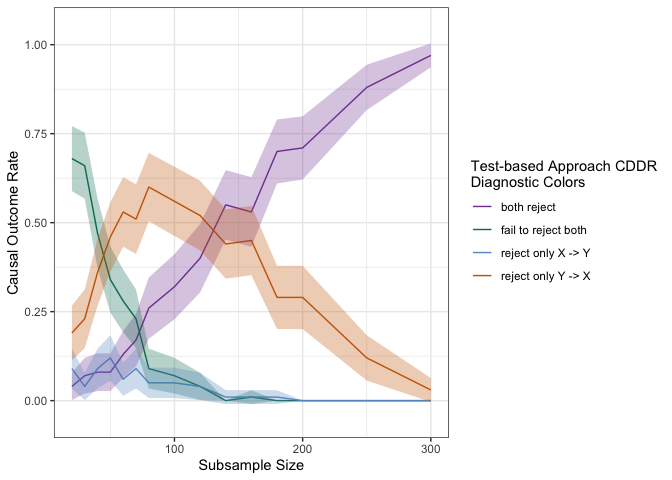 1.00
0.75
0.50
0.25
0.00
Causal Outcome Rate
100
200
300
Subsample Size
Test-based Approach CDDR
Diagnostic Colors
both reject
fail to reject both
reject only X -> Y
reject only Y -> X